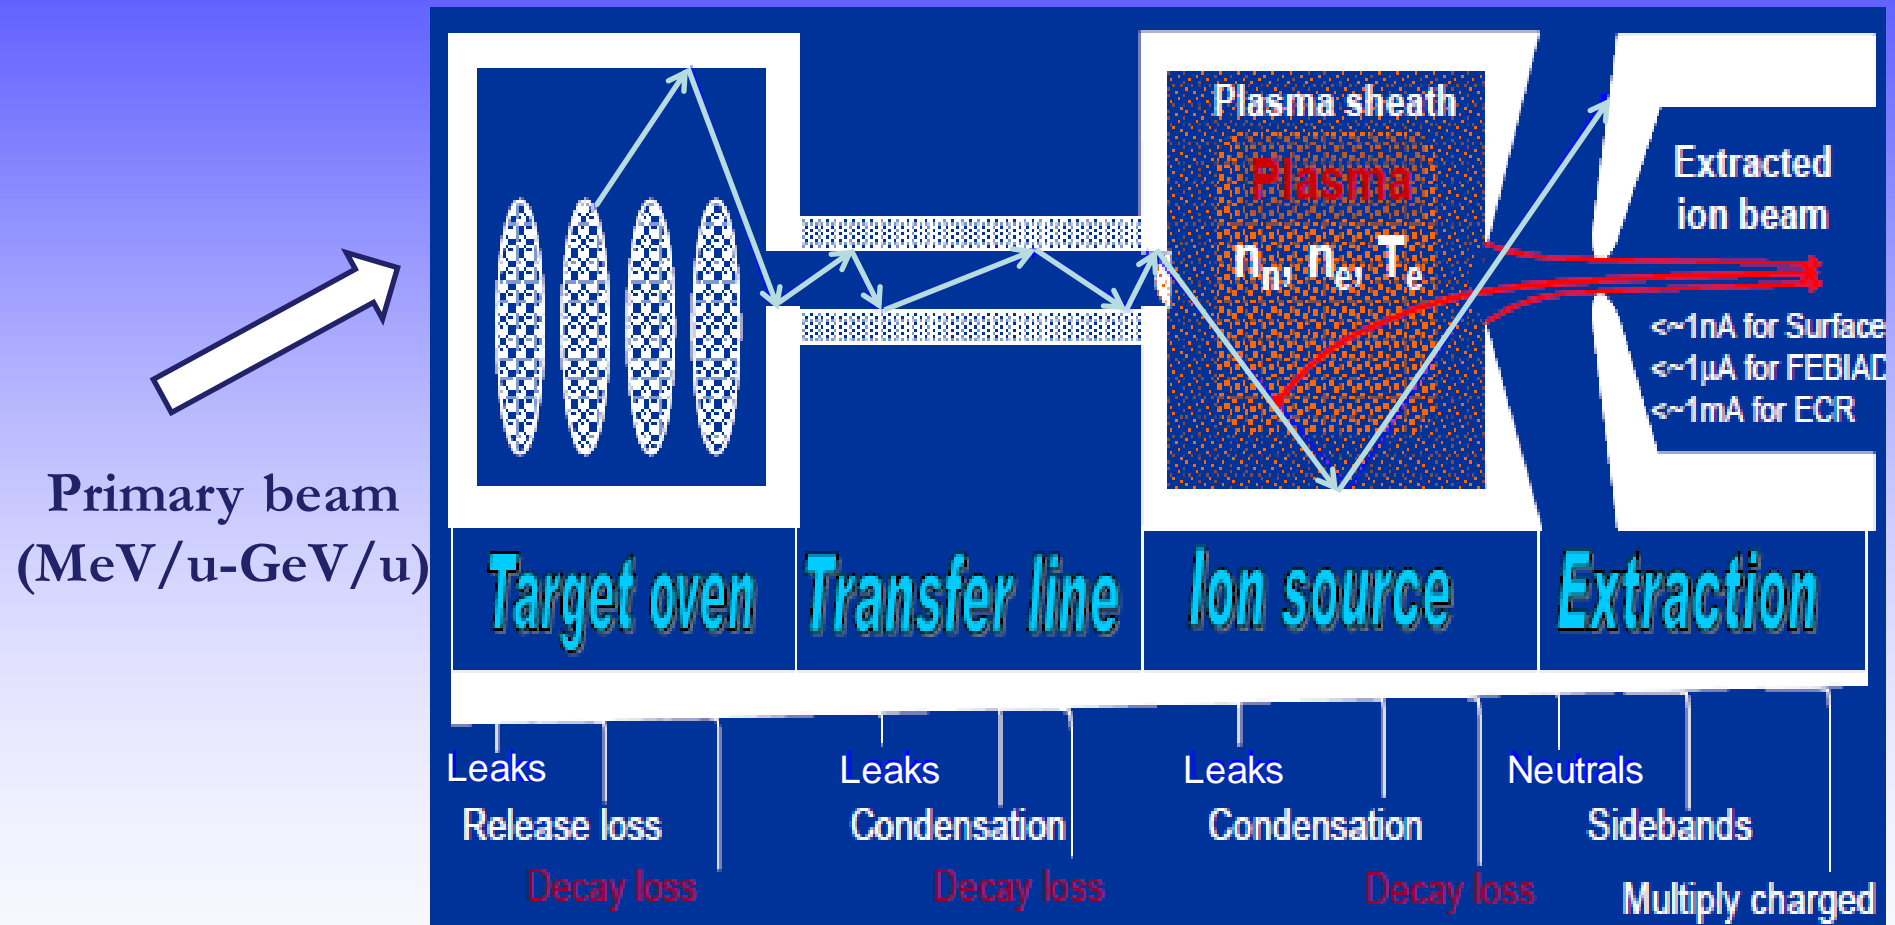 Plasma sheath
Plasma
nn, ne, Te
Extracted
ion beam
<~1nA for Surface
<~1µA for FEBIAD
<~1mA for ECR
Primary beam
(MeV/u-GeV/u)
Target oven
Transfer line
Ion source
Extraction
Leaks
Leaks
Leaks
Neutrals
Release loss
Condensation
Condensation
Sidebands
Decay loss
Decay loss
Decay loss
Multiply charged